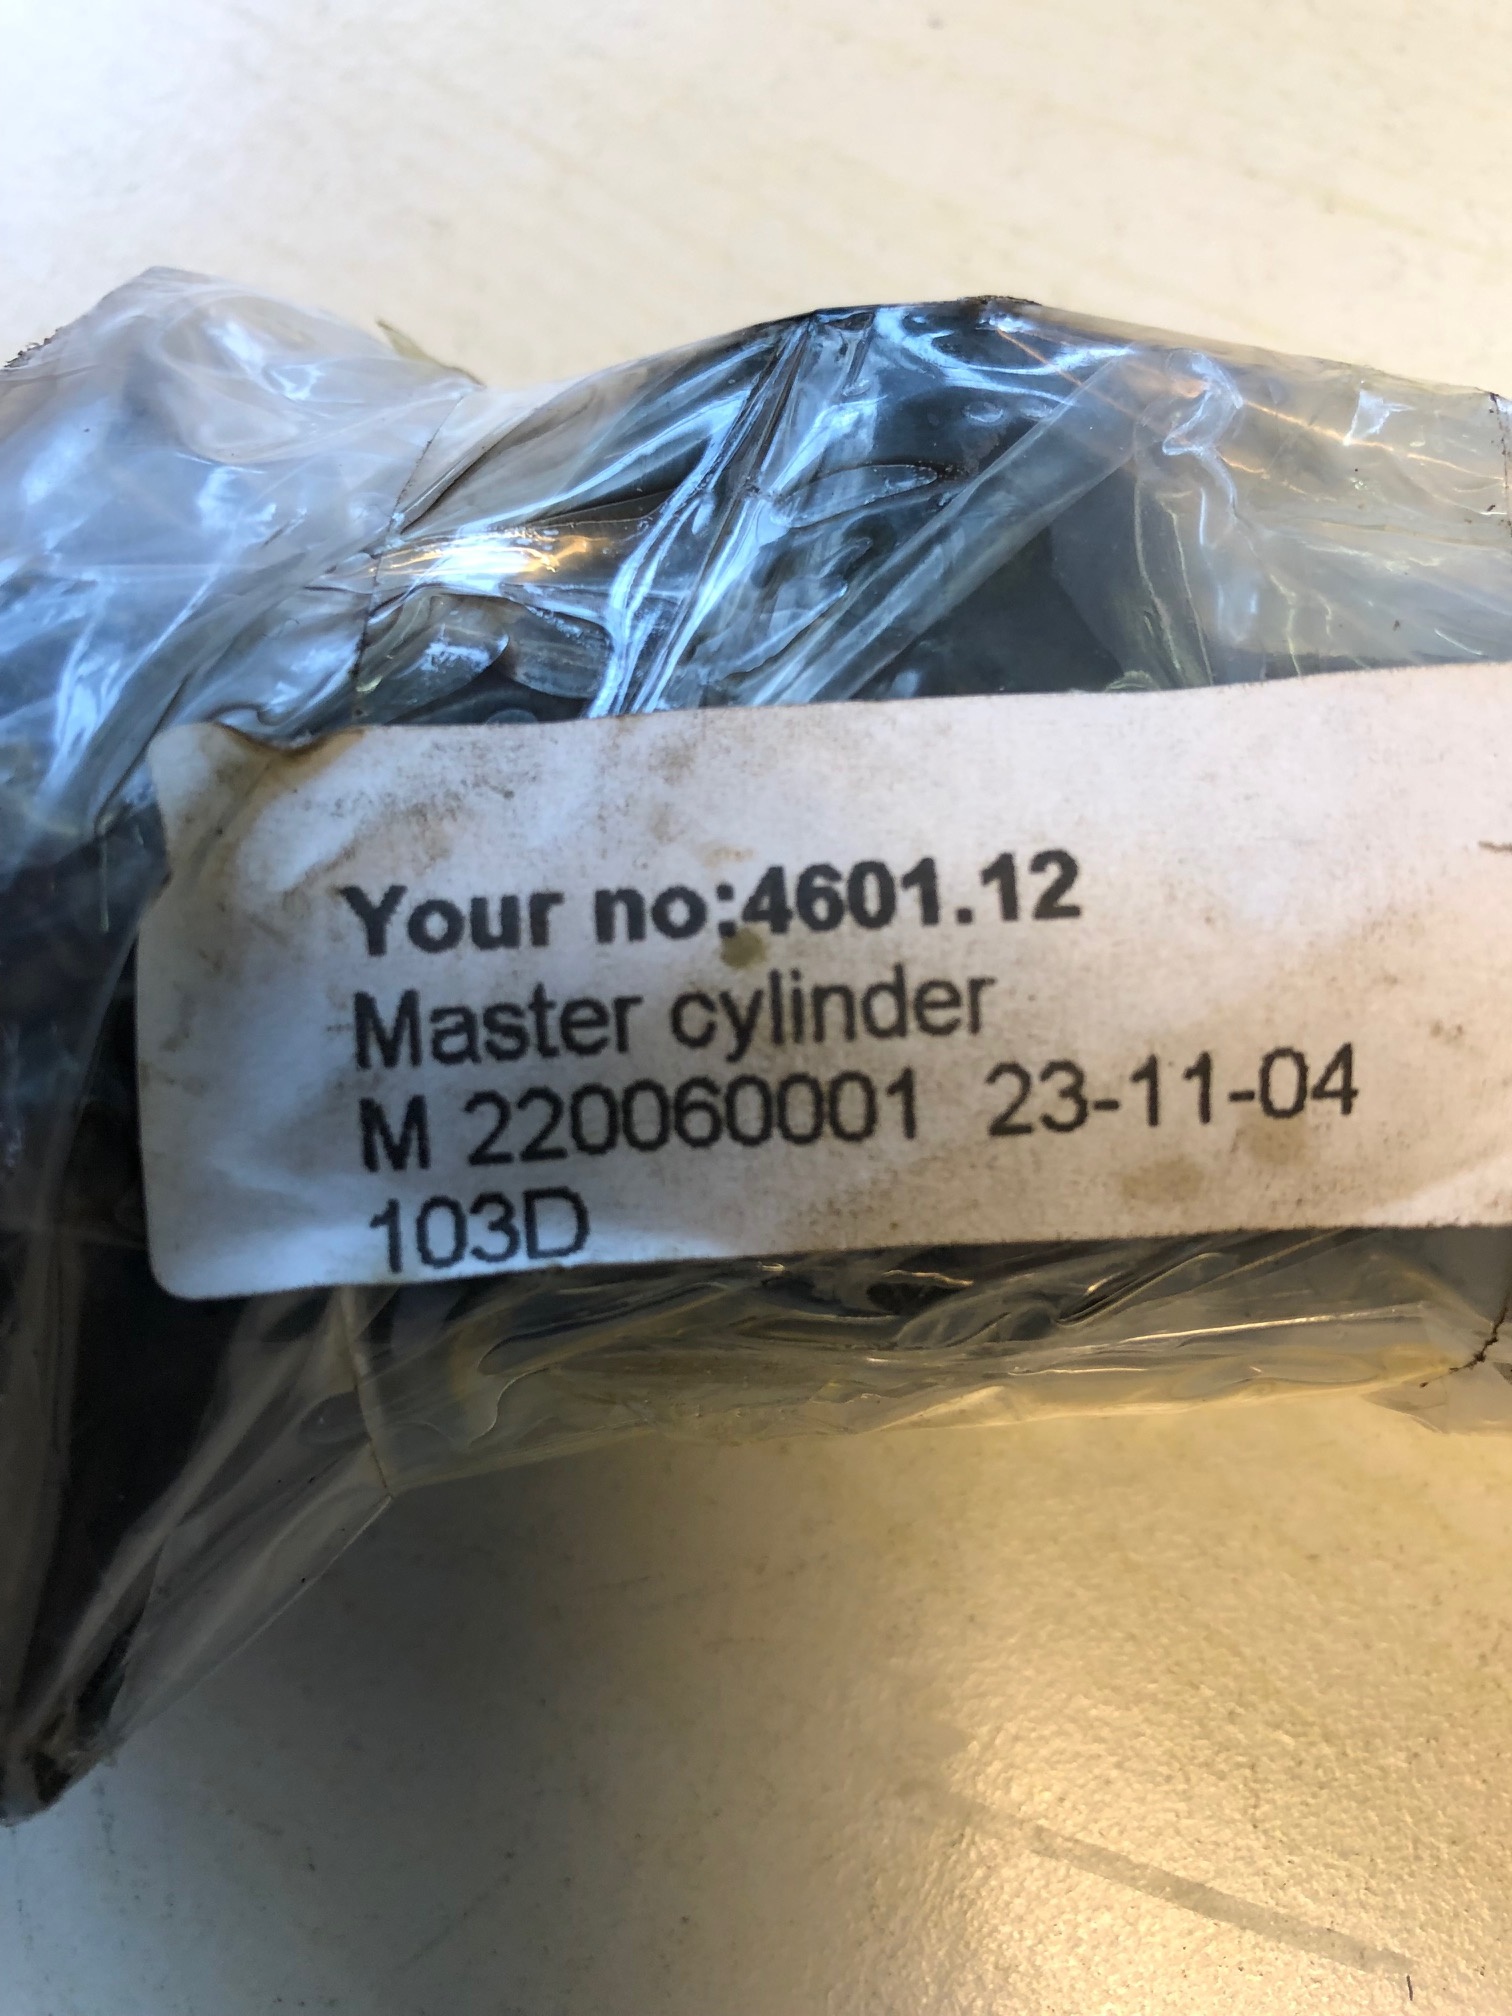 Your no:4601.12
Master cylinder
M 220060001 23-11-04
103D